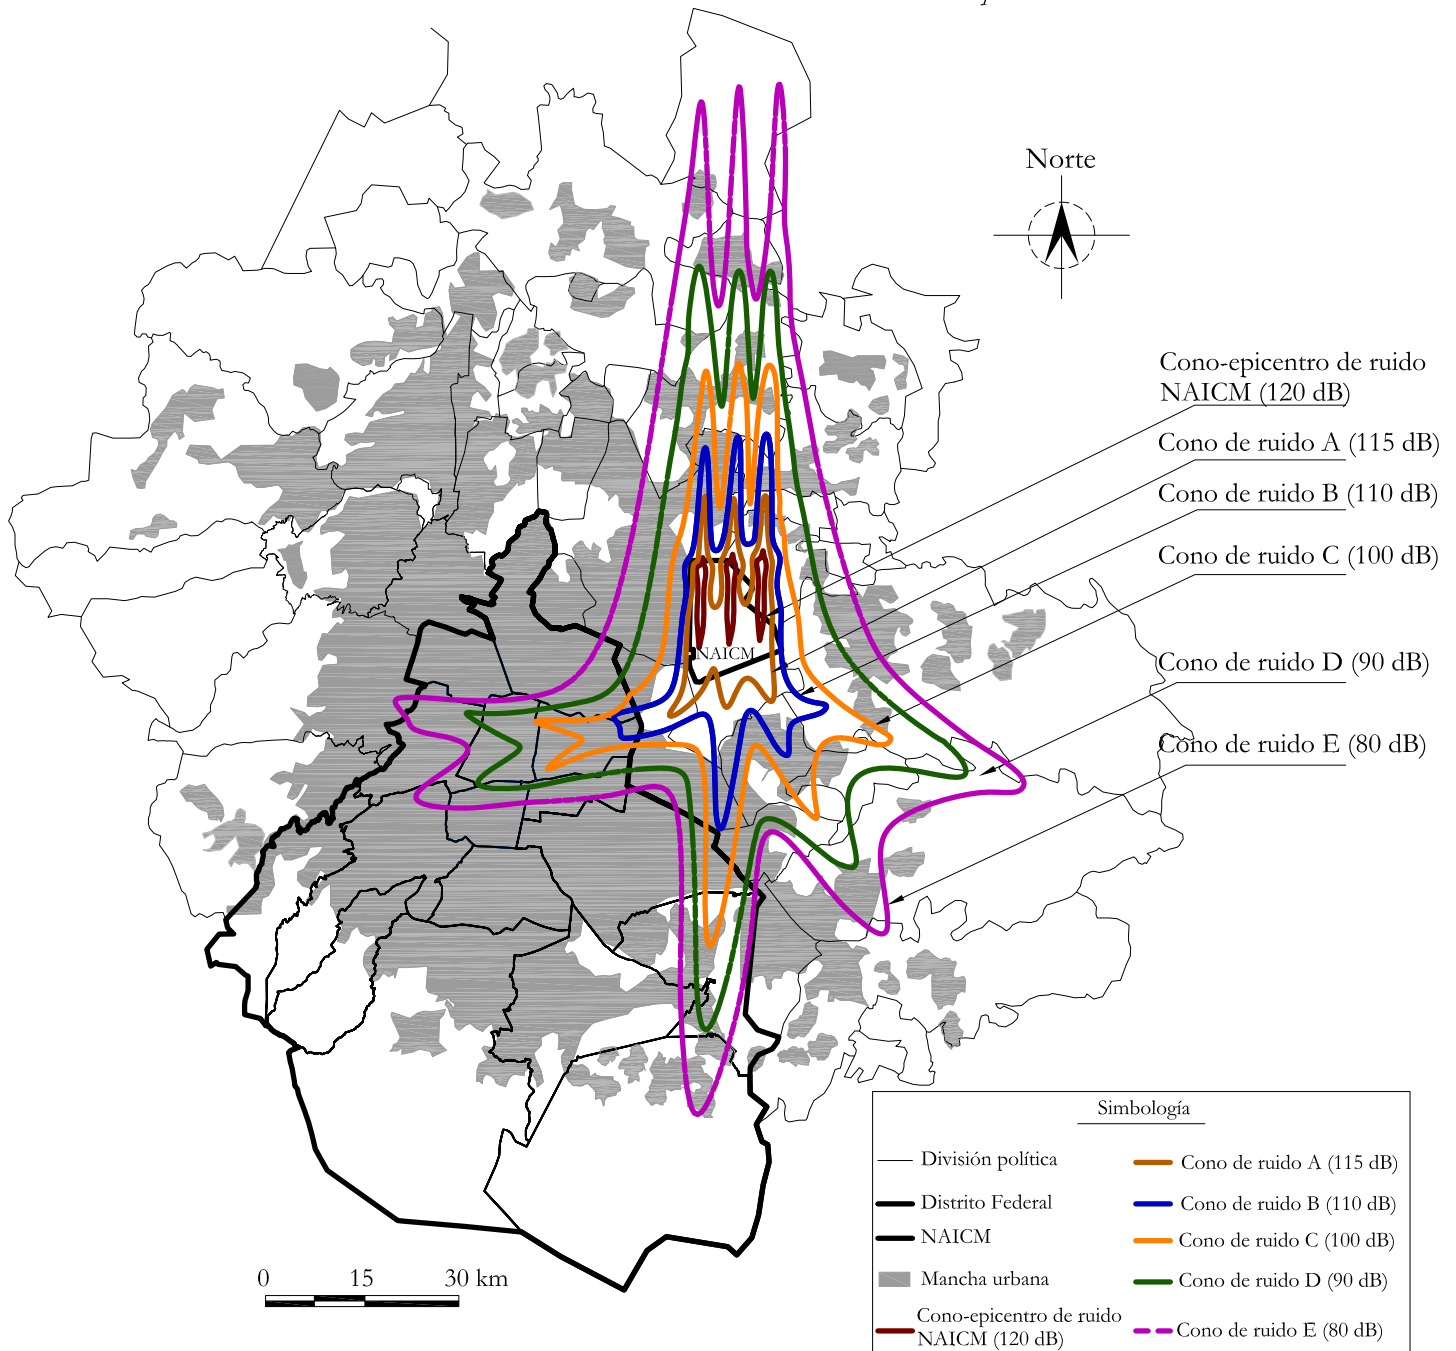 Norte
Cono-epicentro de ruido
NAICM (120 dB)
Cono de ruido A (115 dB)
Cono de ruido B (110 dB)
Cono de ruido C (100 dB)
Cono de ruido D (90 dB)
Cono de ruido E (80 dB)
NAICM
Simbología
División política
Distrito Federal
NAICM
Mancha urbana
Cono-epicentro de ruido
NAICM (120 dB)
Cono de ruido A (115 dB)
Cono de ruido B (110 dB)
Cono de ruido C (100 dB)
Cono de ruido D (90 dB)
Cono de ruido E (80 dB)
0 15 30 km